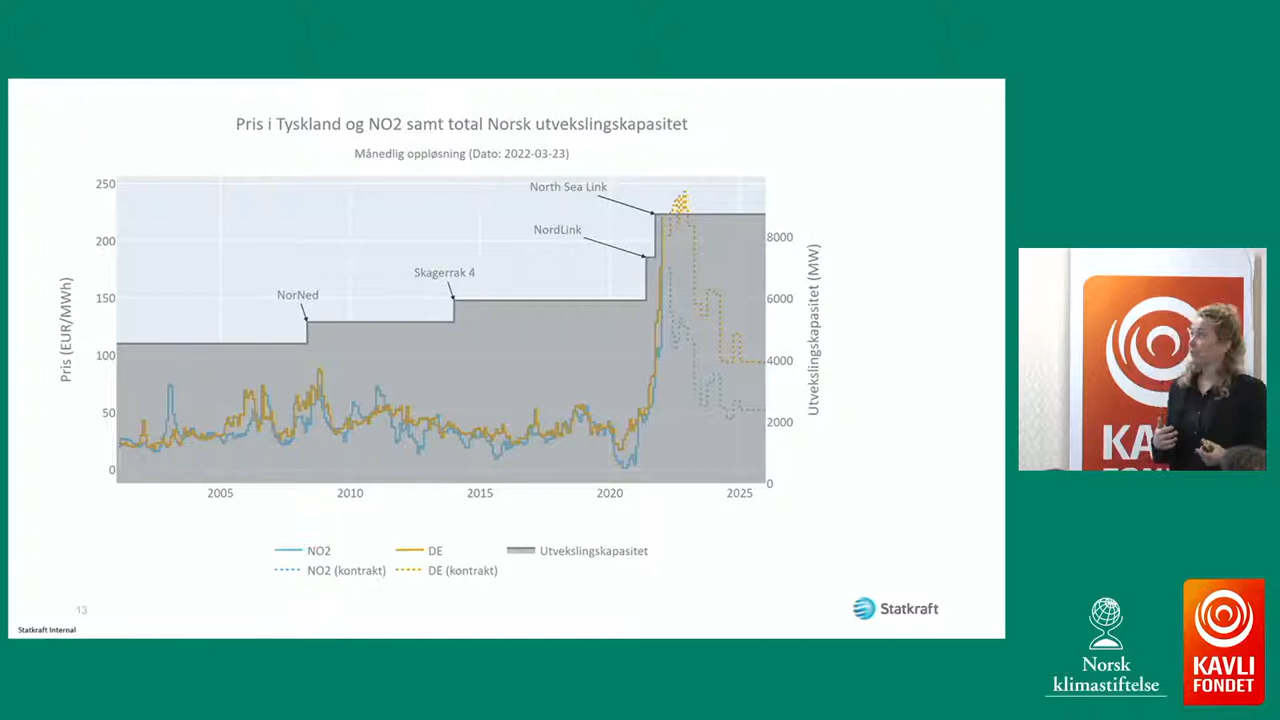 Pris i Tyskland og NO2 samt total Norsk utvekslingskapasitet
Månedlig oppløsning (Dato: 2022-03-23)
Pris (EUR/MWh)
250
200
150
100
50
0
North Sea Link
NordLink
Skagerrak 4
NorNed
8000
6000
4000
2000
0
Utvekslingskapasitet (MW)
2005
2010
2015
2020
2025
NO2
DE
Utvekslingskapasitet
NO2 (kontrakt)
DE (kontrakt)
13
Statkraft
Statkraft Internal
KA
FOND
Norsk
klimastiftelse
KAVLI
FONDET